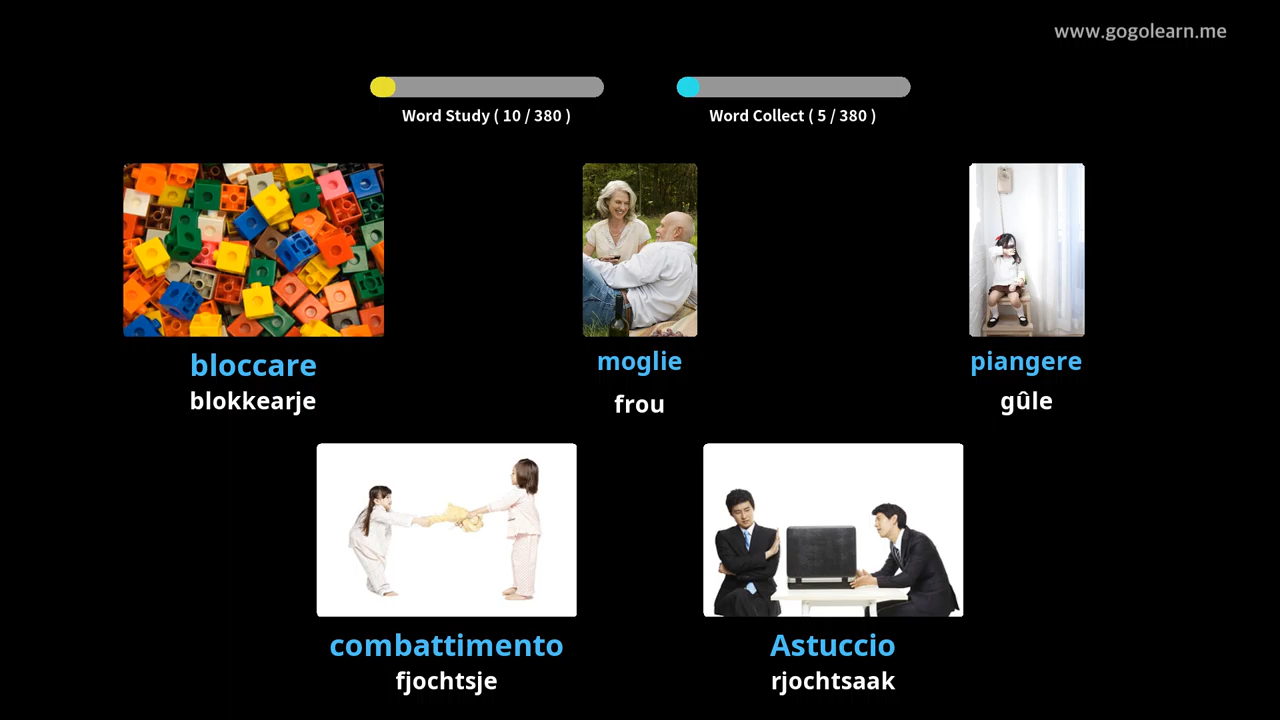 www.gogolearn.me
Word Study ( 10 / 380 )
Word Collect ( 5 / 380 )
bloccare
blokkearje
moglie
frou
piangere
gûle
combattimento
fjochtsje
Astuccio
rjochtsaak